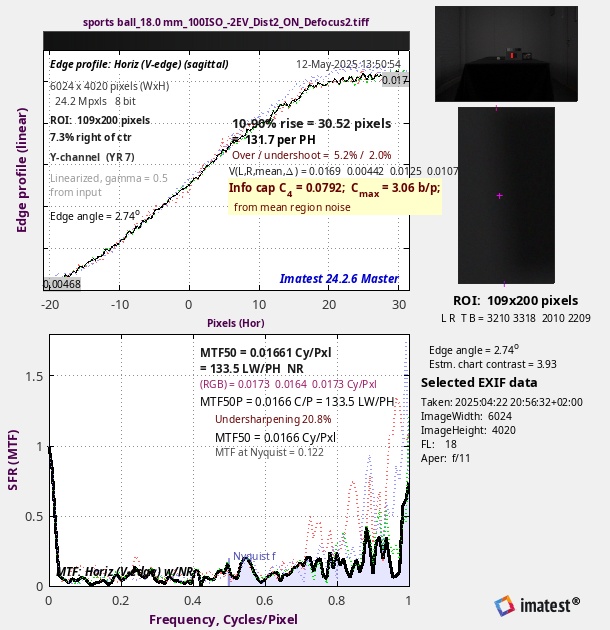 sports ball_18.0 mm_100ISO_-2EV_Dist2_ON_Defocus2.tiff
Edge profile: Horiz (V-edge) (sagittal)
12-May-2025 13:50:54
6024 x 4020 pixels (WxH)
24.2 Mpxls 8 bit
ROI: 109x200 pixels
7.3% right of ctr
Y-channel (YR 7)
Linearized, gamma = 0.5
from input
Edge angle = 2.74°
0.017
10-90% rise = 30.52 pixels
= 131.7 per PH
Over / undershoot = 5.2% / 2.0%
V(L,R,mean,Δ) = 0.0169 0.00442 0.0125 0.0107
Info cap C4 = 0.0792; Cmax = 3.06 b/p;
from mean region noise
0.00468
Imatest 24.2.6 Master
Edge profile (linear)
-20 -10 0 10 20 30
Pixels (Hor)
ROI: 109x200 pixels
L R T B = 3210 3318 2010 2209
Edge angle = 2.74°
Estm. chart contrast = 3.93
Selected EXIF data
Taken: 2025:04:22 20:56:32+02:00
ImageWidth: 6024
ImageHeight: 4020
FL: 18
Aper: f/11
MTF50 = 0.01661 Cy/Pxl
= 133.5 LW/PH NR
(RGB) = 0.0173 0.0164 0.0173 Cy/Pxl
MTF50P = 0.0166 C/P = 133.5 LW/PH
Undersharpening 20.8%
MTF50 = 0.0166 Cy/Pxl
MTF at Nyquist = 0.122
Nyquist f
MTF: Horiz (V-edge) w/NR
SFR (MTF)
1.5
1
0.5
0
0 0.2 0.4 0.6 0.8 1
Frequency, Cycles/Pixel
imatest®